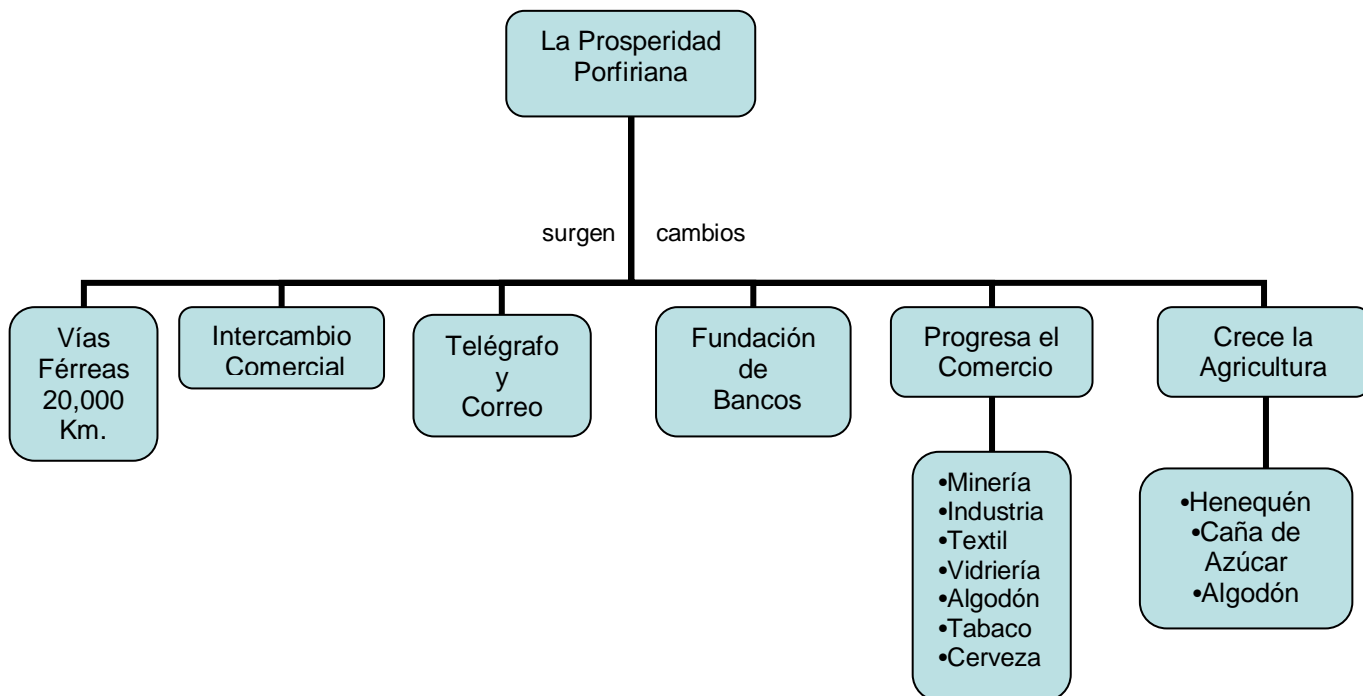 La Prosperidad
Porfiriana
surgen cambios
Vías
Férreas
20,000
Km.
Intercambio
Comercial
Telégrafo
y
Correo
Fundación
de
Bancos
Progresa el
Comercio
Crece la
Agricultura
•Minería
•Industria
•Textil
•Vidriería
•Algodón
•Tabaco
•Cerveza
•Henequén
•Caña de
Azúcar
•Algodón